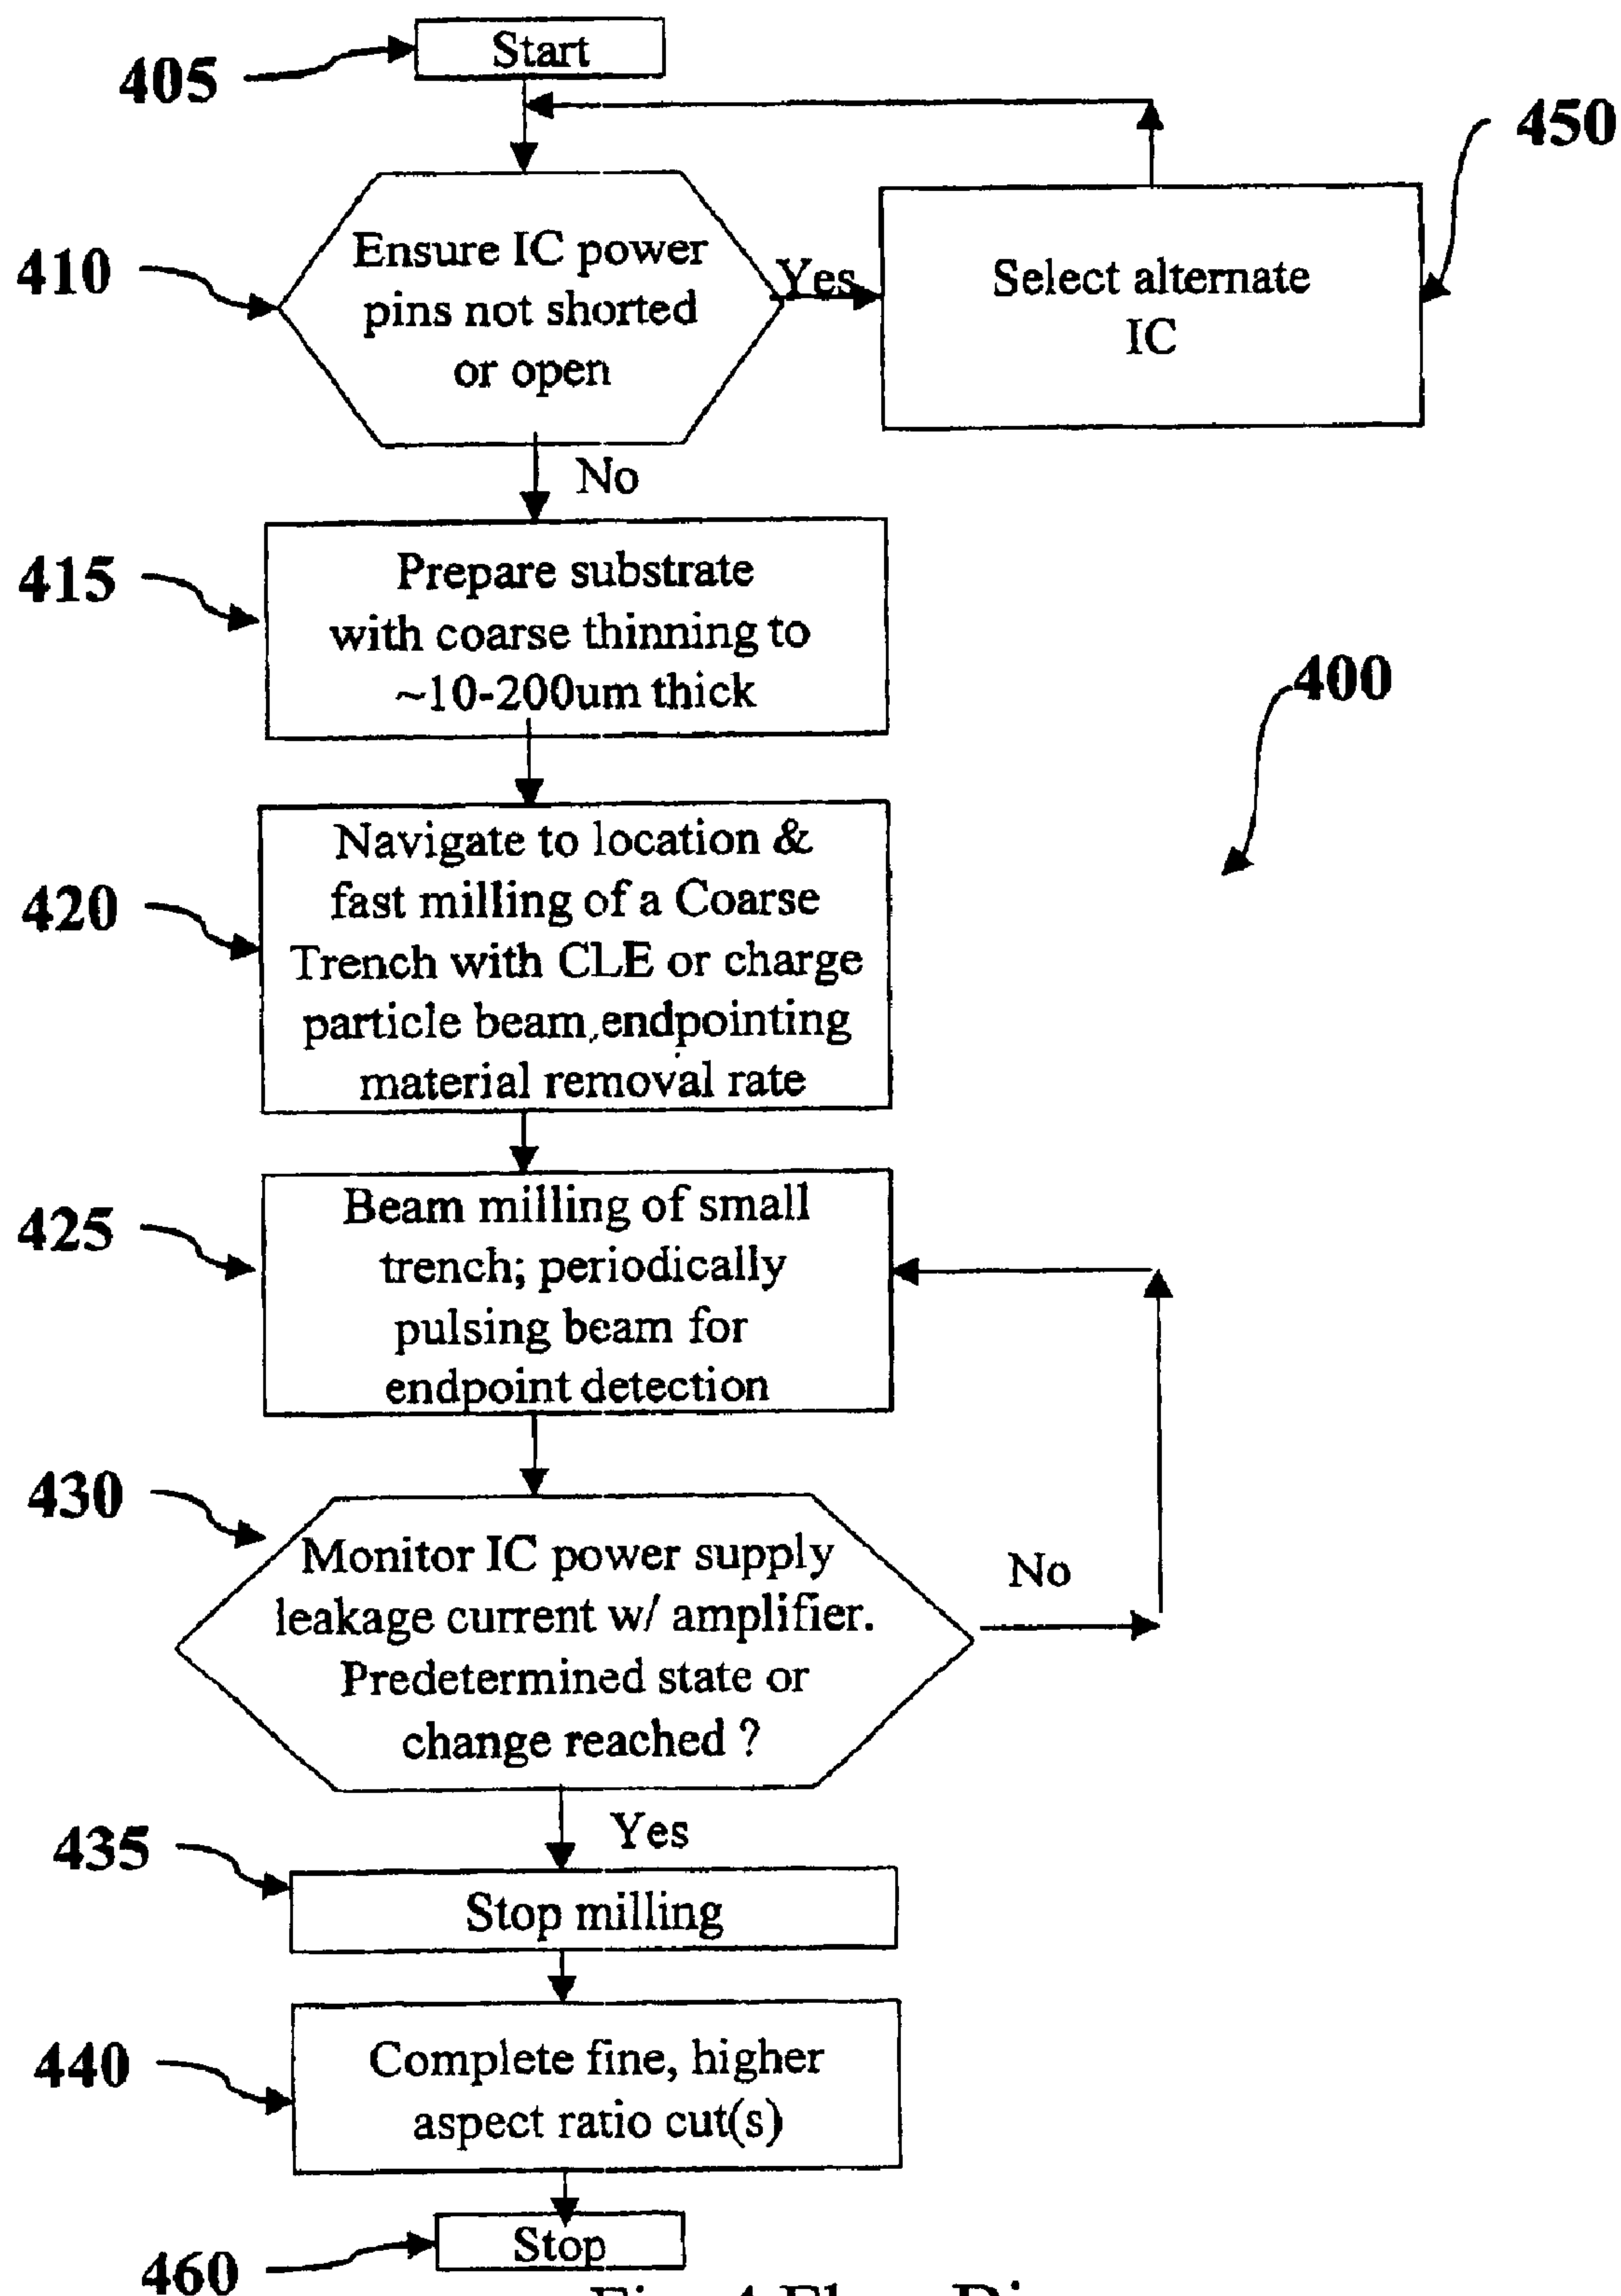 405
Start
450
410
Ensure IC power
pins not shorted
or open
Yes
Select alternate
IC
No
415
Prepare substrate
with coarse thinning to
~10-200um thick
400
420
Navigate to location &
fast milling of a Coarse
Trench with CLE or charge
particle beam,endpointing
material removal rate
425
Beam milling of small
trench; periodically
pulsing beam for
endpoint detection
430
Monitor IC power supply
leakage current w/ amplifier.
Predetermined state or
change reached ?
No
Yes
435
Stop milling
440
Complete fine, higher
aspect ratio cut(s)
460
Stop